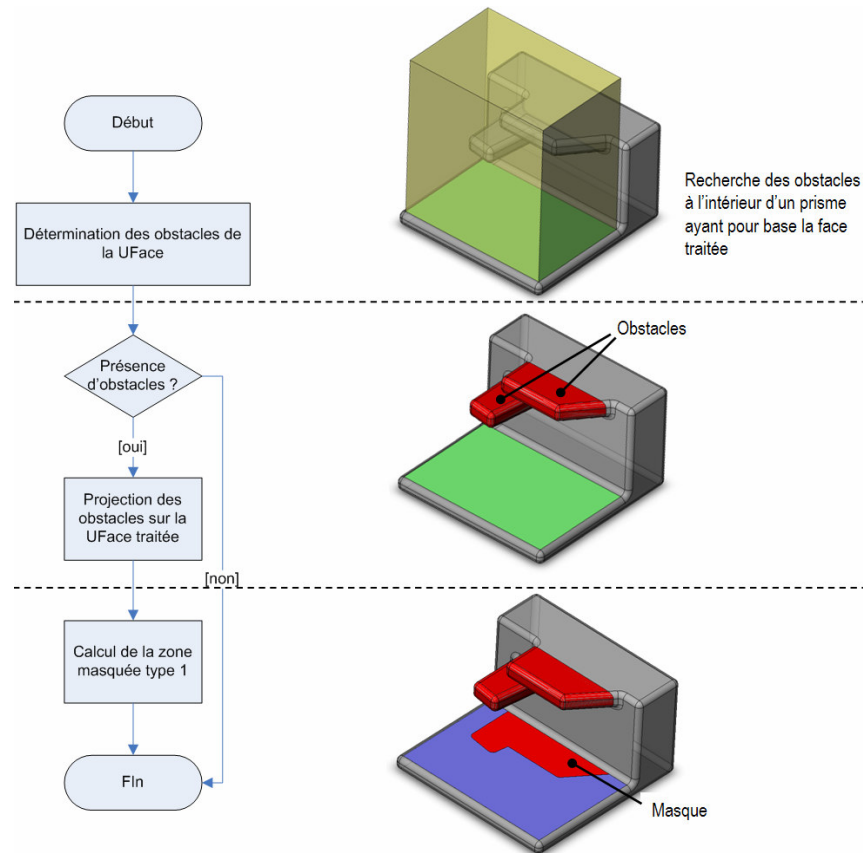 Début
Détermination des obstacles de
la UFace
Recherche des obstacles
à l'intérieur d'un prisme
ayant pour base la face
traitée
Présence
d'obstacles ?
[oui]
Obstacles
Projection des
obstacles sur la
UFace traitée
[non]
Calcul de la zone
masquée type 1
FIn
Masque